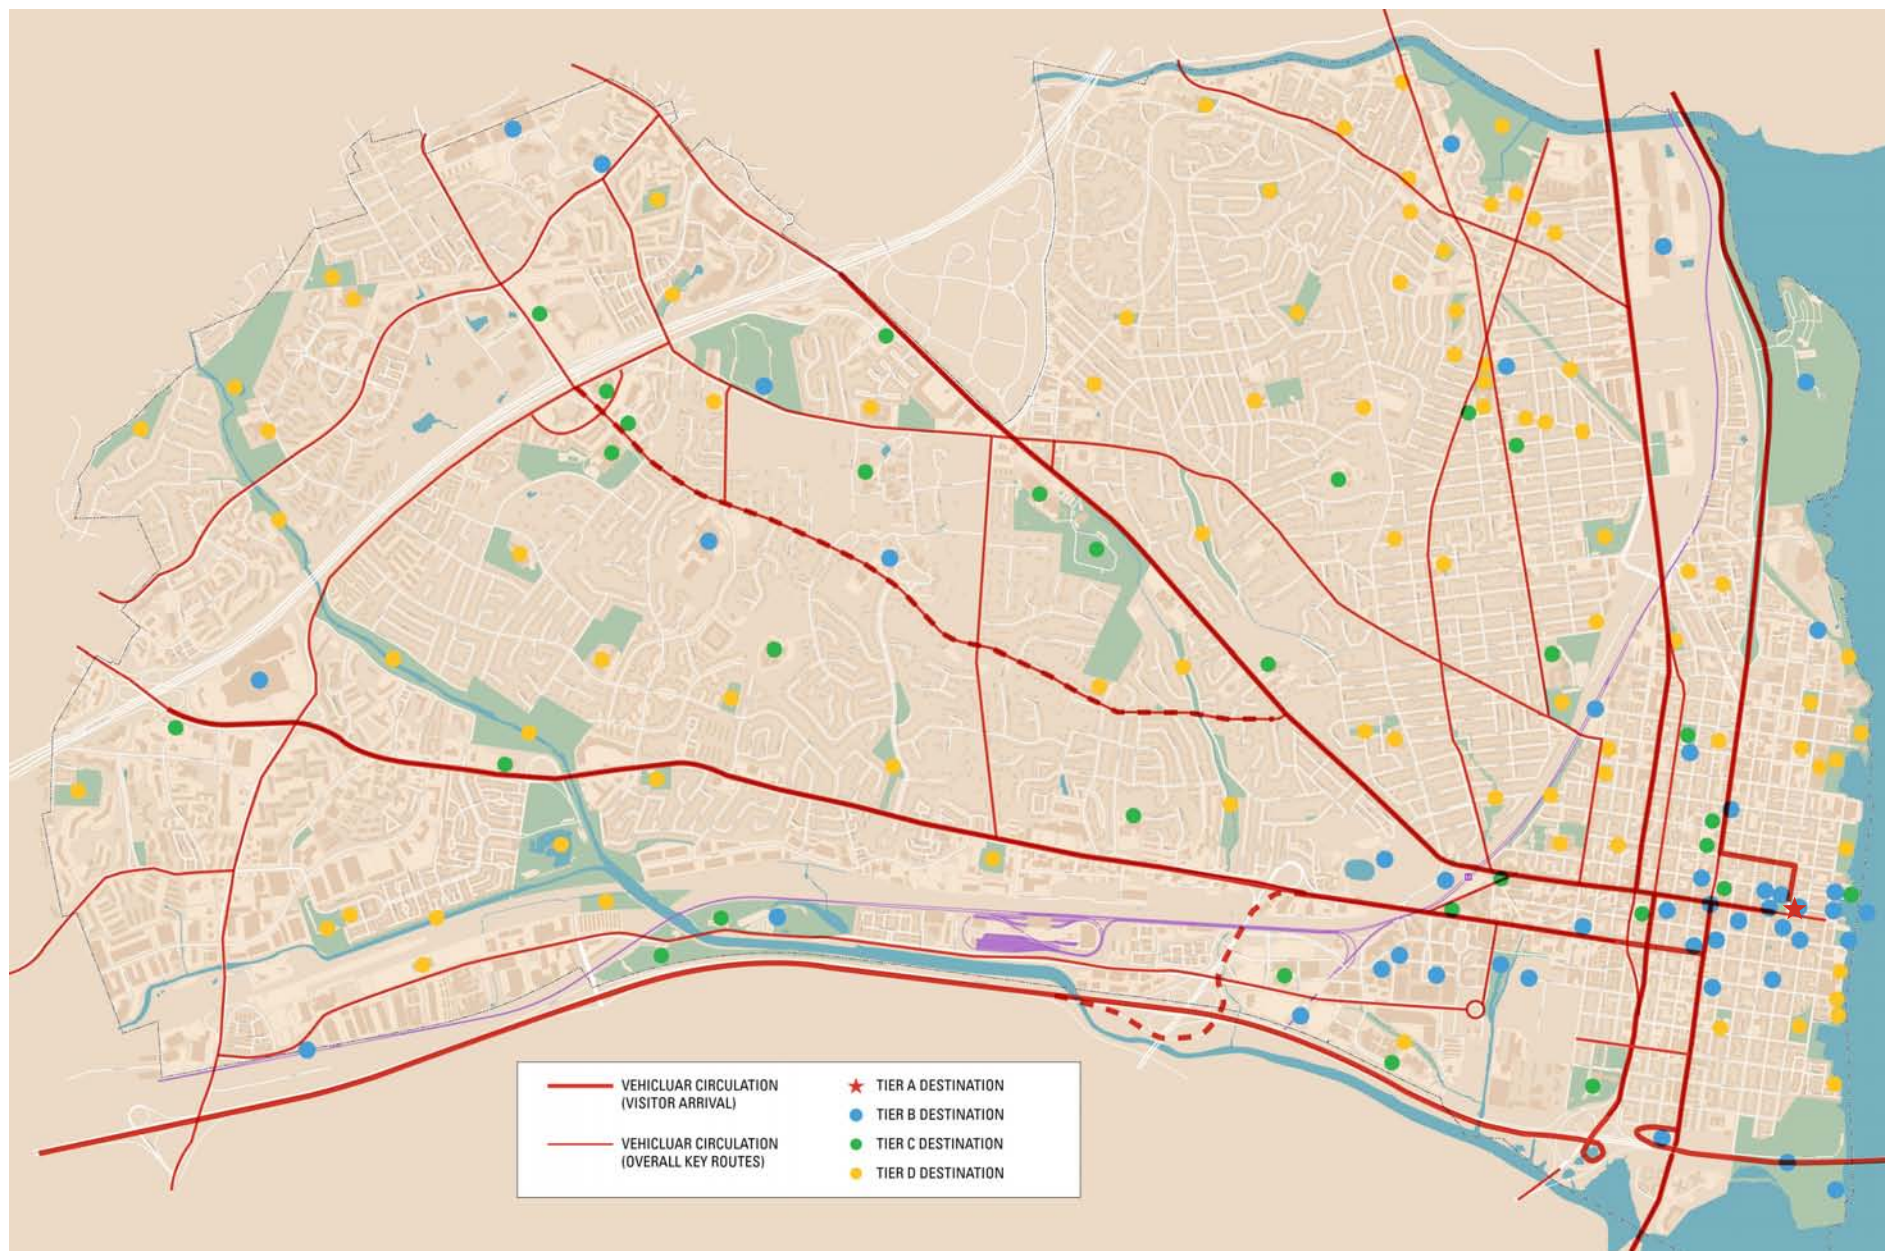 VEHICLUAR CIRCULATION
(VISITOR ARRIVAL)
VEHICLUAR CIRCULATION
(OVERALL KEY ROUTES)
TIER A DESTINATION
TIER B DESTINATION
TIER C DESTINATION
TIER D DESTINATION